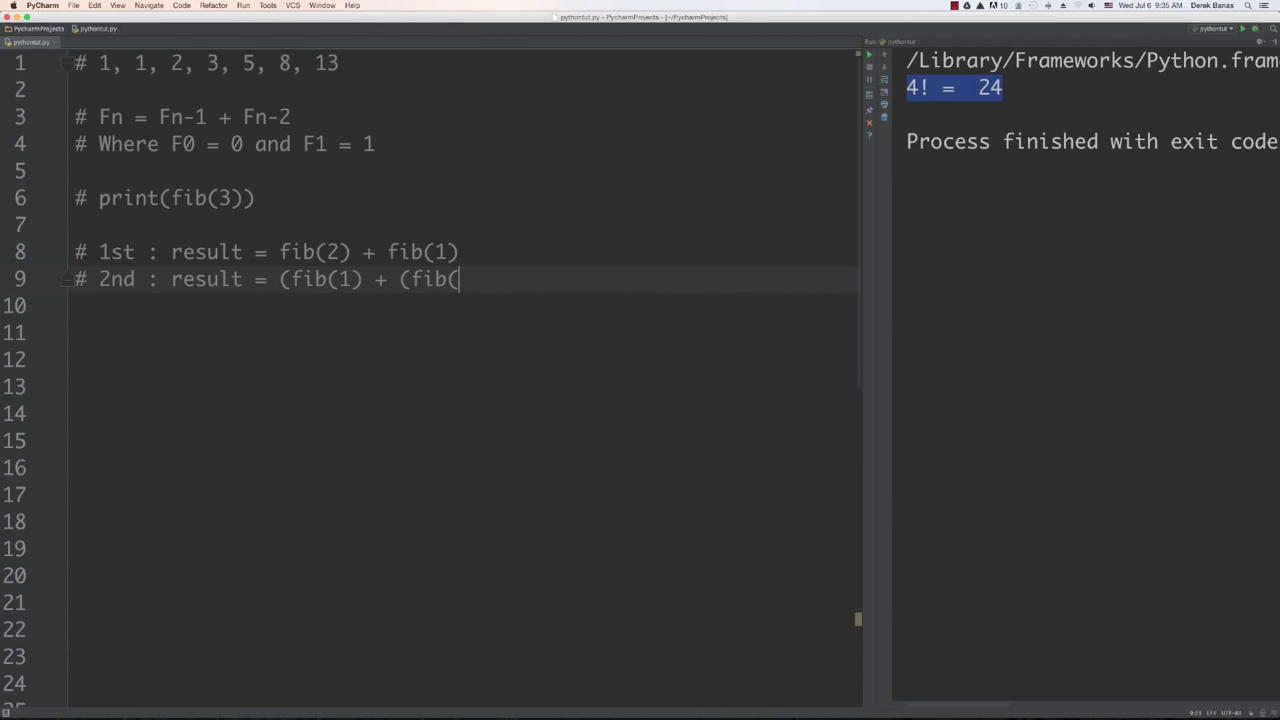 PyCharm File Edit View Navigate Code Refactor Run Tools VCS Window Help 10 Wed Jul 6 9:35 AM Derek Banas
pythontut.py - PycharmProjects - [~/PycharmProjects]
PycharmProjects pythontut.py pythontut
pythontut.py Run pythontut
1 # 1, 1, 2, 3, 5, 8, 13
2
3 # Fn = Fn-1 + Fn-2
4 # Where F0 = 0 and F1 = 1
5
6 # print(fib(3))
7
8 # 1st : result = fib(2) + fib(1)
9 # 2nd : result = (fib(1) + (fib(
10
11
12
13
14
15
16
17
18
19
20
21
22
23
24
/Library/Frameworks/Python.fram
4! =  24
Process finished with exit code
9:33 LF÷ UTF-8÷